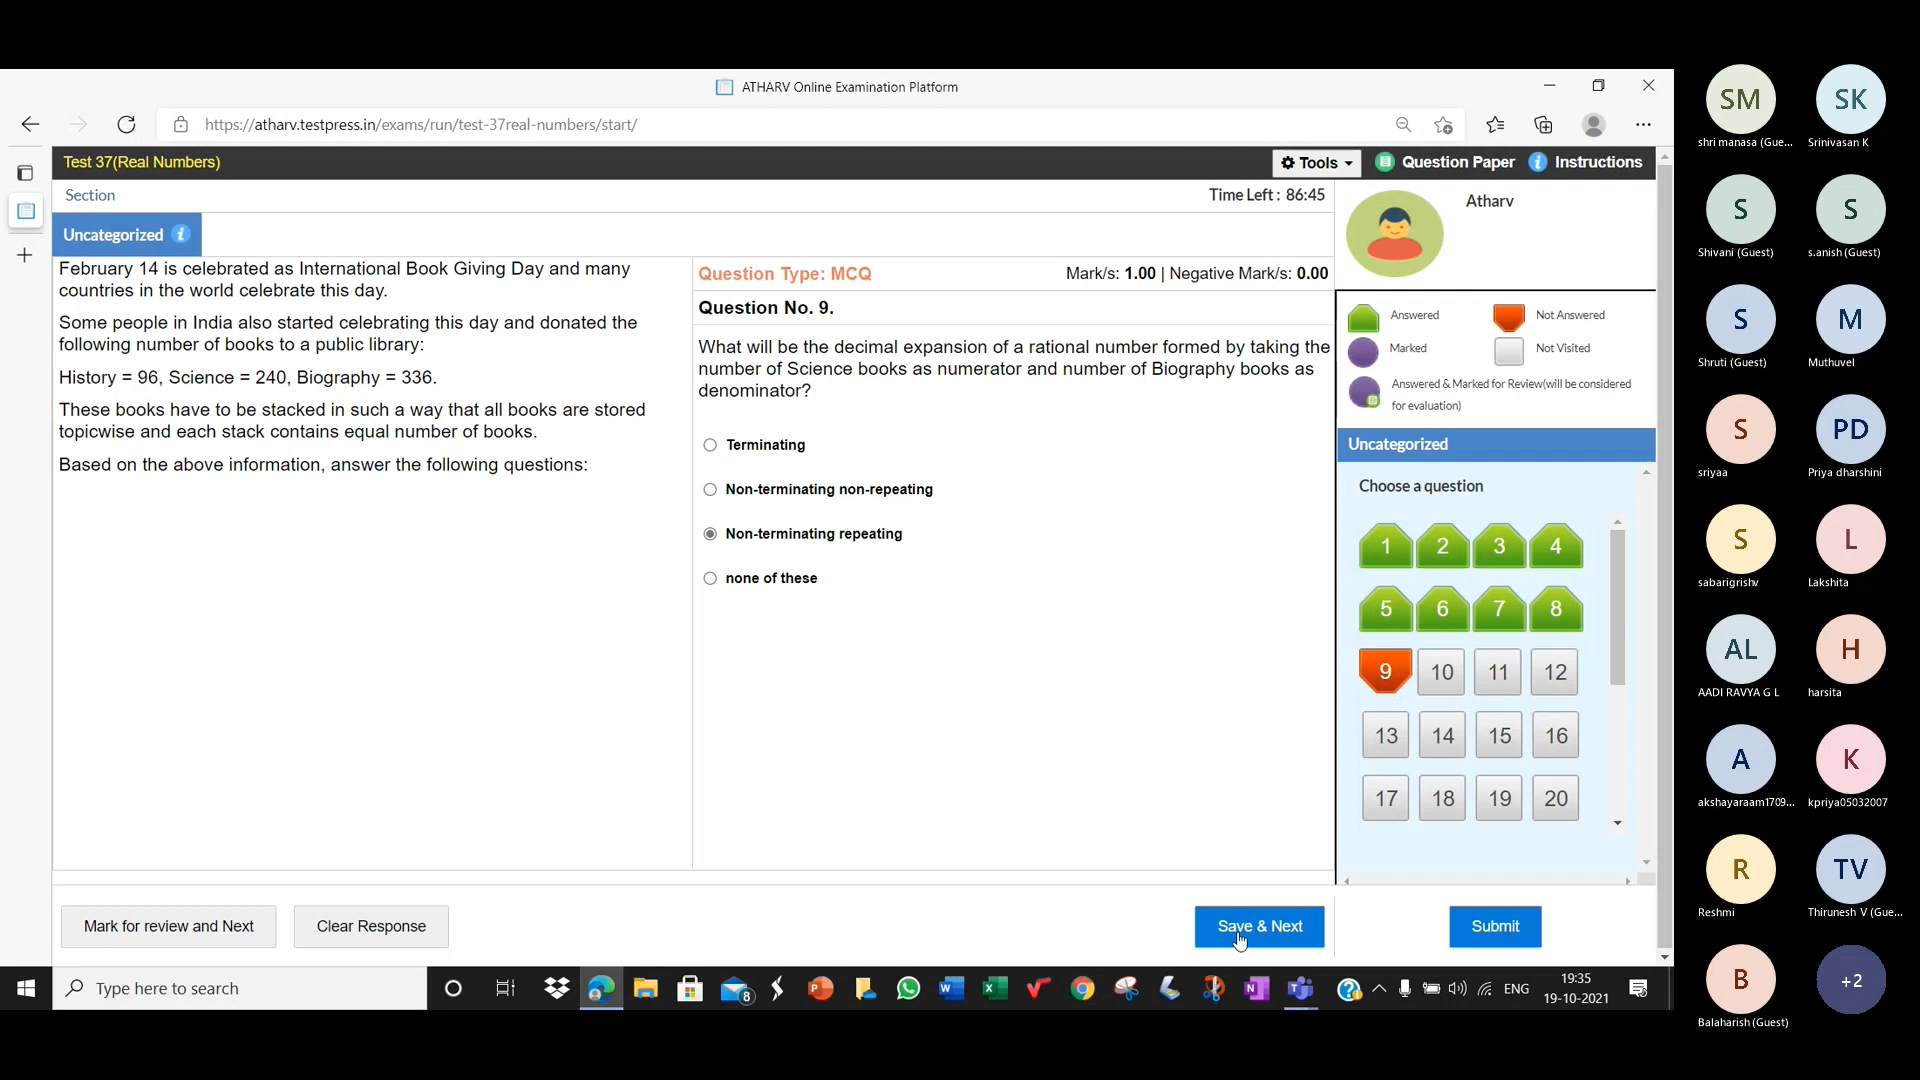 ATHARV Online Examination Platform
https://atharv.testpress.in/exams/run/test-37real-numbers/start/
Test 37(Real Numbers)
Tools
Question Paper
Instructions
Section
Time Left : 86:45
Uncategorized
February 14 is celebrated as International Book Giving Day and many
countries in the world celebrate this day.
Some people in India also started celebrating this day and donated the
following number of books to a public library:
History = 96, Science = 240, Biography = 336.
These books have to be stacked in such a way that all books are stored
topicwise and each stack contains equal number of books.
Based on the above information, answer the following questions:
Question Type: MCQ
Mark/s: 1.00 | Negative Mark/s: 0.00
Question No. 9.
What will be the decimal expansion of a rational number formed by taking the
number of Science books as numerator and number of Biography books as
denominator?
Terminating
Non-terminating non-repeating
Non-terminating repeating
none of these
Atharv
Answered
Not Answered
Marked
Not Visited
Answered & Marked for Review(will be considered
for evaluation)
Uncategorized
Choose a question
1 2 3 4
5 6 7 8
9 10 11 12
13 14 15 16
17 18 19 20
Mark for review and Next
Clear Response
Save & Next
Submit
Type here to search
8
ENG
19:35
19-10-2021
SM
shri manasa (Gue...
SK
Srinivasan K
S
Shivani (Guest)
S
s.anish (Guest)
S
Shruti (Guest)
M
Muthuvel
S
sriyaa
PD
Priya dharshini
S
sabarigrishv
L
Lakshita
AL
AADI RAVYA G L
H
harsita
A
akshayaraam1709...
K
kpriya05032007
R
Reshmi
TV
Thirunesh V (Gue...
B
Balaharish (Guest)
+2